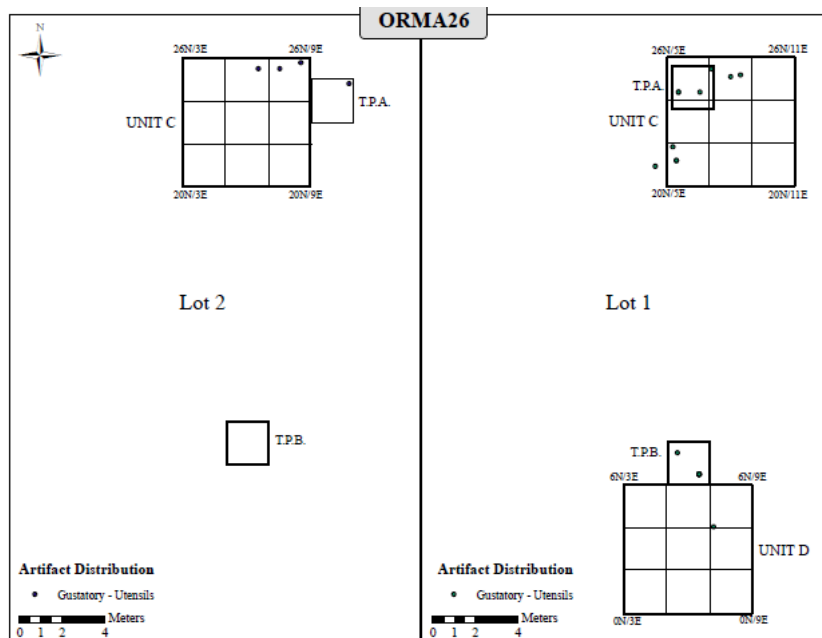 ORMA26
N
26N/3E 26N/9E
T.P.A.
UNIT C
20N/3E 20N/9E
Lot 2
T.P.B.
Artifact Distribution
Gustatory - Utensils
Meters
0 1 2 4
26N/5E 26N/11E
T.P.A.
UNIT C
20N/5E 20N/11E
Lot 1
T.P.B.
6N/3E 6N/9E
UNIT D
0N/3E 0N/9E
Artifact Distribution
Gustatory - Utensils
Meters
0 1 2 4